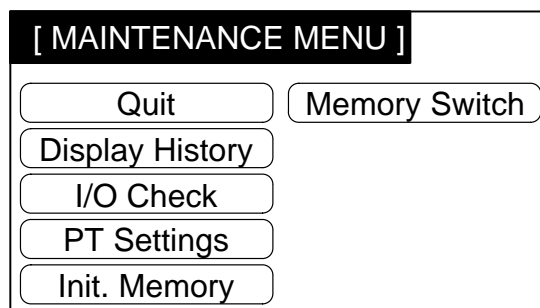 [ MAINTENANCE MENU ]
Quit Memory Switch
Display History
I/O Check
PT Settings
Init. Memory